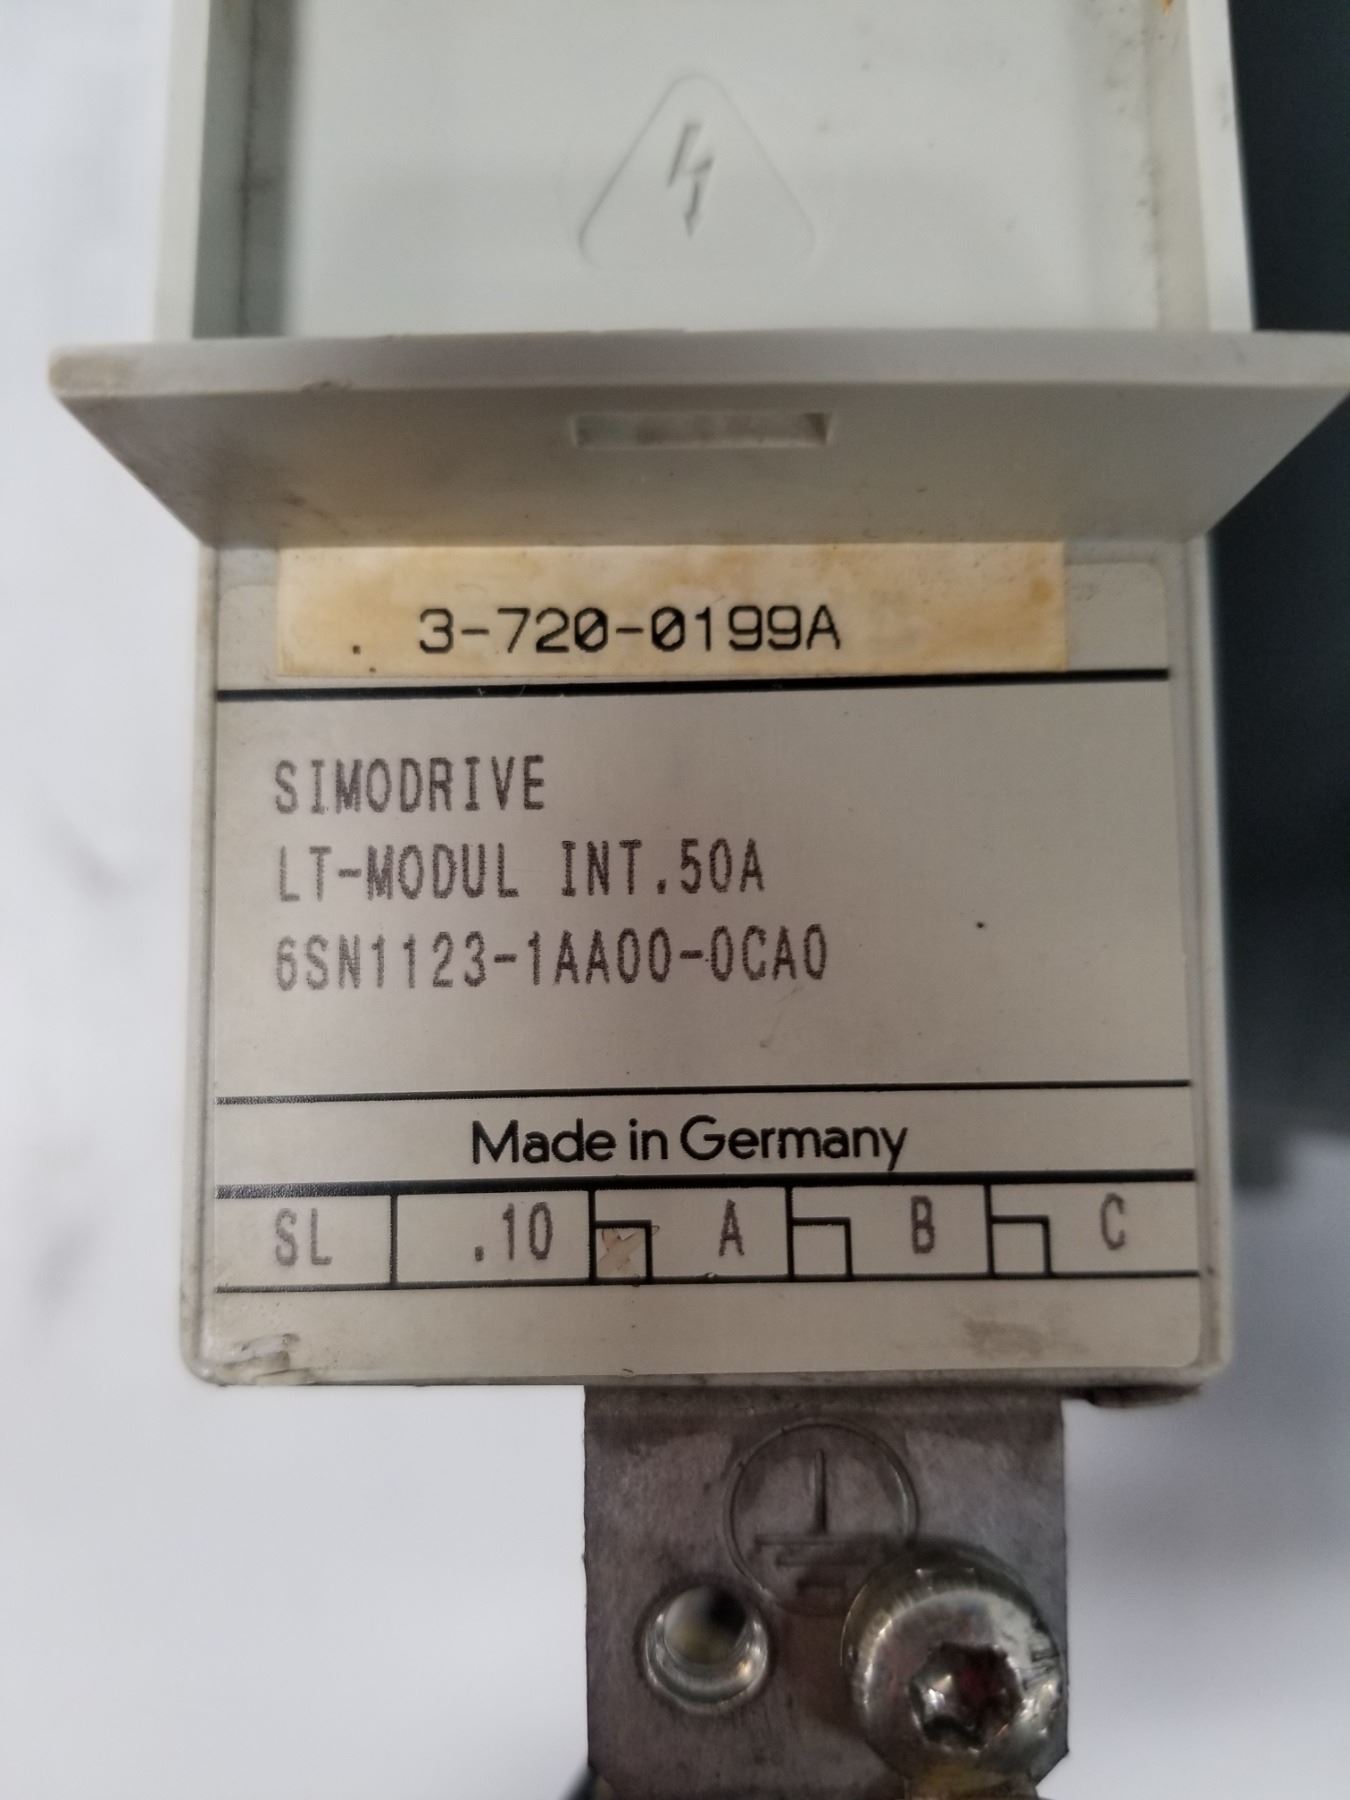 . 3-720-0199A
SIMODRIVE
LT-MODUL INT.50A
6SN1123-1AA00-0CA0
Made in Germany
SL .10 A B C